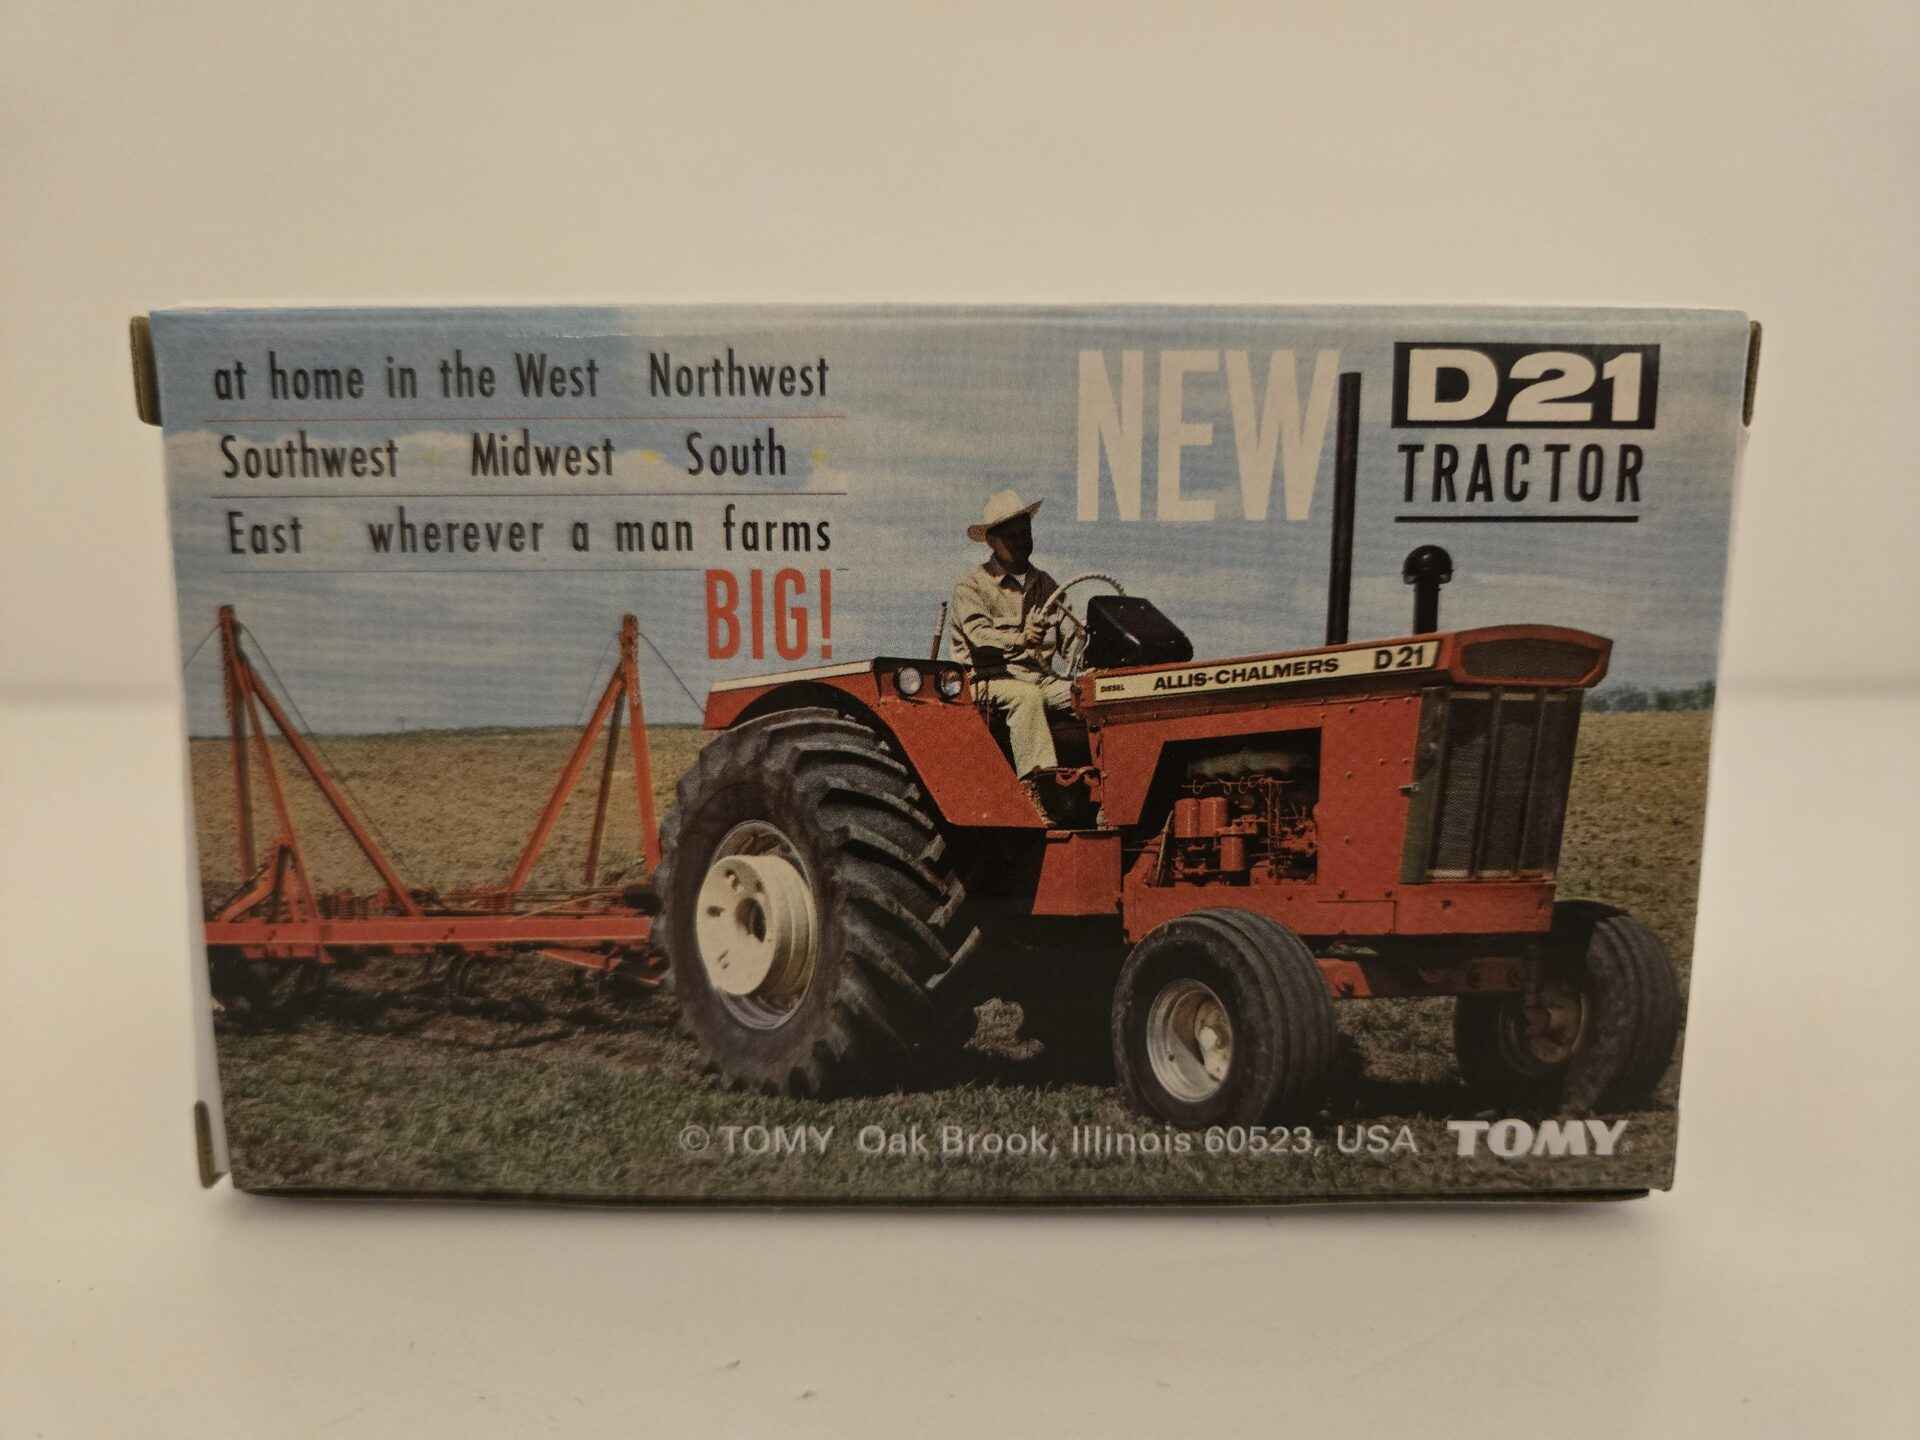 at home in the West Northwest
Southwest Midwest South
East wherever a man farms
BIG!
NEW
D21
TRACTOR
DIESEL ALLIS-CHALMERS D21
© TOMY Oak Brook, Illinois 60523, USA
TOMY